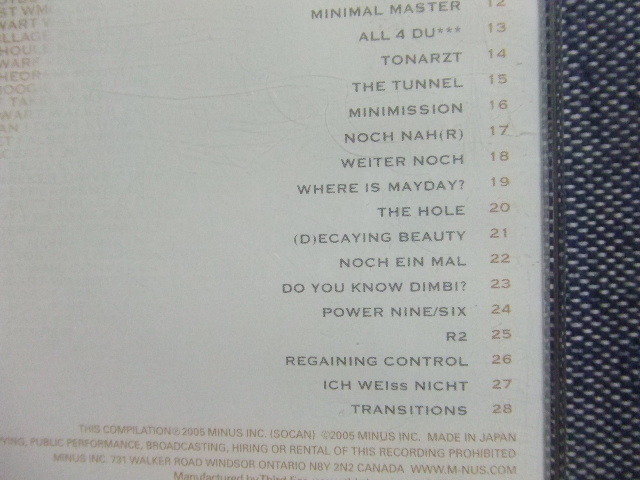 MINIMAL MASTER 12
ALL 4 DU*** 13
TONARZT 14
THE TUNNEL 15
MINIMISSION 16
NOCH NAH(R) 17
WEITER NOCH 18
WHERE IS MAYDAY? 19
THE HOLE 20
(D)ECAYING BEAUTY 21
NOCH EIN MAL 22
DO YOU KNOW DIMBI? 23
POWER NINE/SIX 24
R2 25
REGAINING CONTROL 26
ICH WEIss NICHT 27
TRANSITIONS 28
THIS COMPILATION ℗2005 MINUS INC. (SOCAN) ©2005 MINUS INC. MADE IN JAPAN
PUBLIC PERFORMANCE, BROADCASTING, HIRING OR RENTAL OF THIS RECORDING PROHIBITED
MINUS INC. 731 WALKER ROAD WINDSOR ONTARIO N8Y 2N2 CANADA WWW.M-NUS.COM
Manufactured by Third